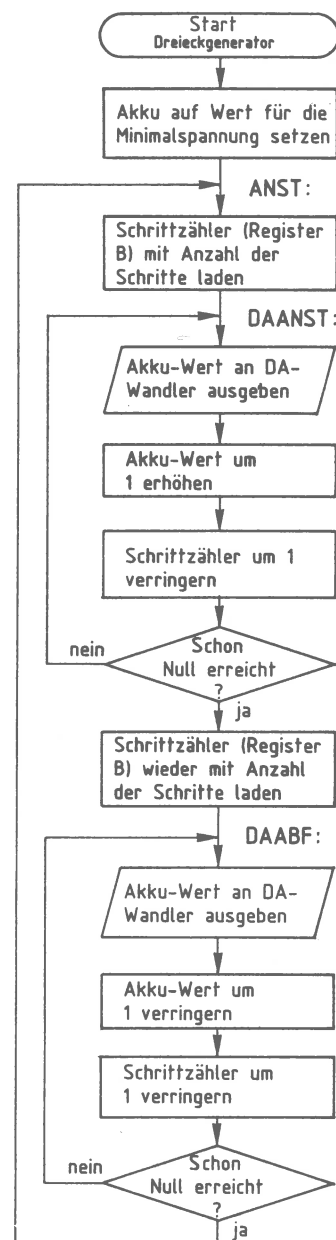 Start
Dreieckgenerator
Akku auf Wert für die
Minimalspannung setzen
ANST:
Schrittzähler (Register
B) mit Anzahl der
Schritte laden
DAANST:
Akku-Wert an DA-
Wandler ausgeben
Akku-Wert um
1 erhöhen
Schrittzähler um 1
verringern
nein
Schon
Null erreicht
?
ja
Schrittzähler (Register
B) wieder mit Anzahl
der Schritte laden
DAABF:
Akku-Wert an DA-
Wandler ausgeben
Akku-Wert um
1 verringern
Schrittzähler um
1 verringern
nein
Schon
Null erreicht
?
ja